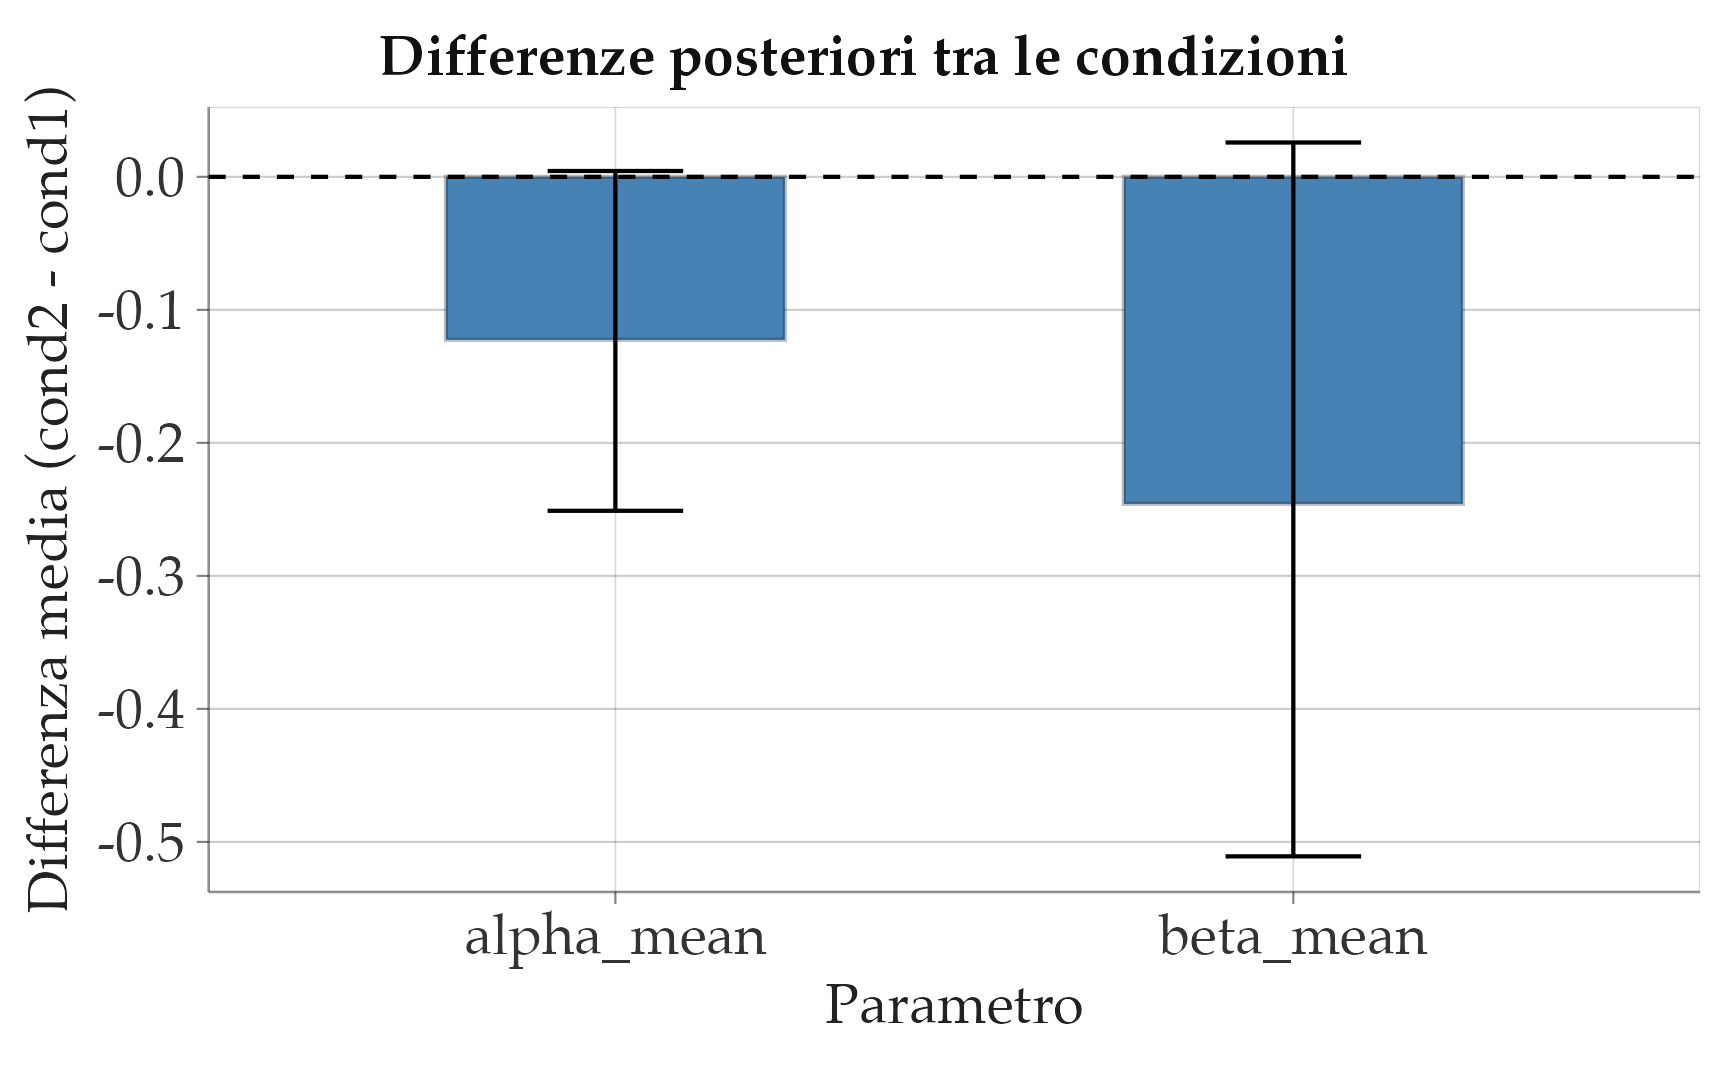 Differenze posteriori tra le condizioni
Differenza media (cond2 - cond1)
0.0
-0.1
-0.2
-0.3
-0.4
-0.5
alpha_mean
beta_mean
Parametro